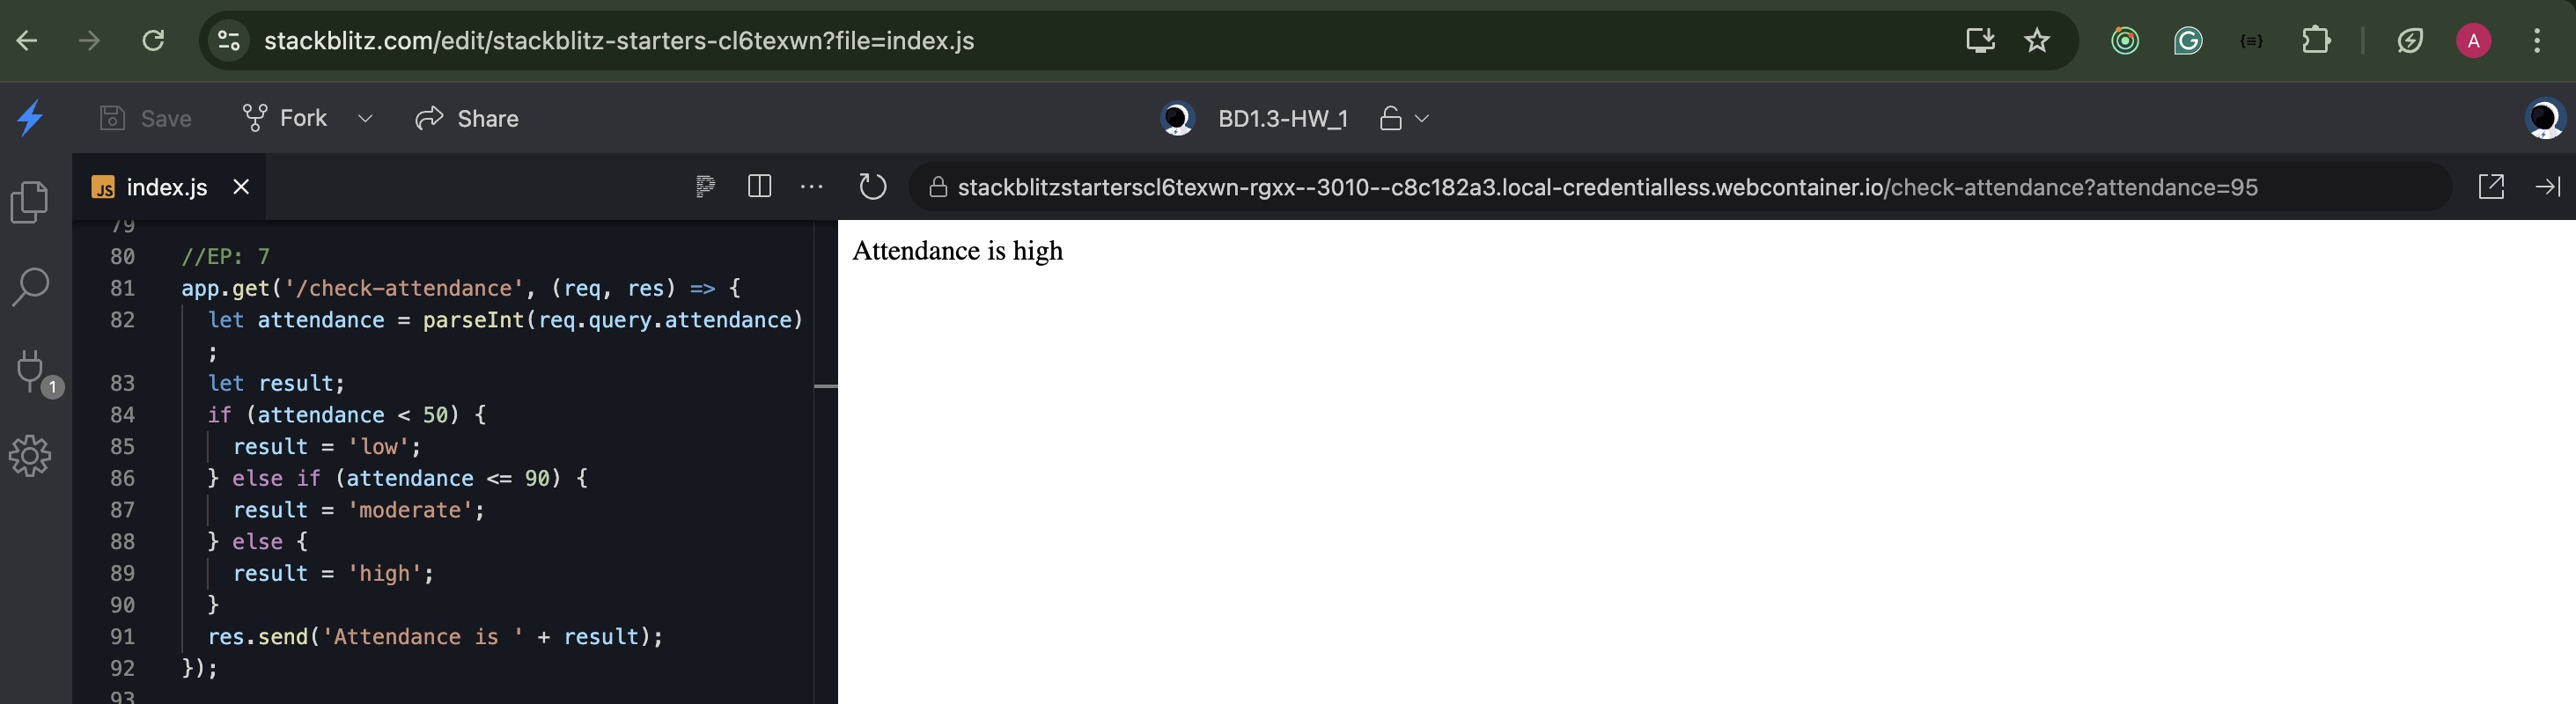 stackblitz.com/edit/stackblitz-starters-cl6texwn?file=index.js
A
Save
Fork
Share
BD1.3-HW_1
JS index.js
stackblitzstarterscl6texwn-rgxx--3010--c8c182a3.local-credentialless.webcontainer.io/check-attendance?attendance=95
1
79
80 //EP: 7
81 app.get('/check-attendance', (req, res) => {
82 let attendance = parseInt(req.query.attendance)
;
83 let result;
84 if (attendance < 50) {
85 result = 'low';
86 } else if (attendance <= 90) {
87 result = 'moderate';
88 } else {
89 result = 'high';
90 }
91 res.send('Attendance is ' + result);
92 });
93
Attendance is high